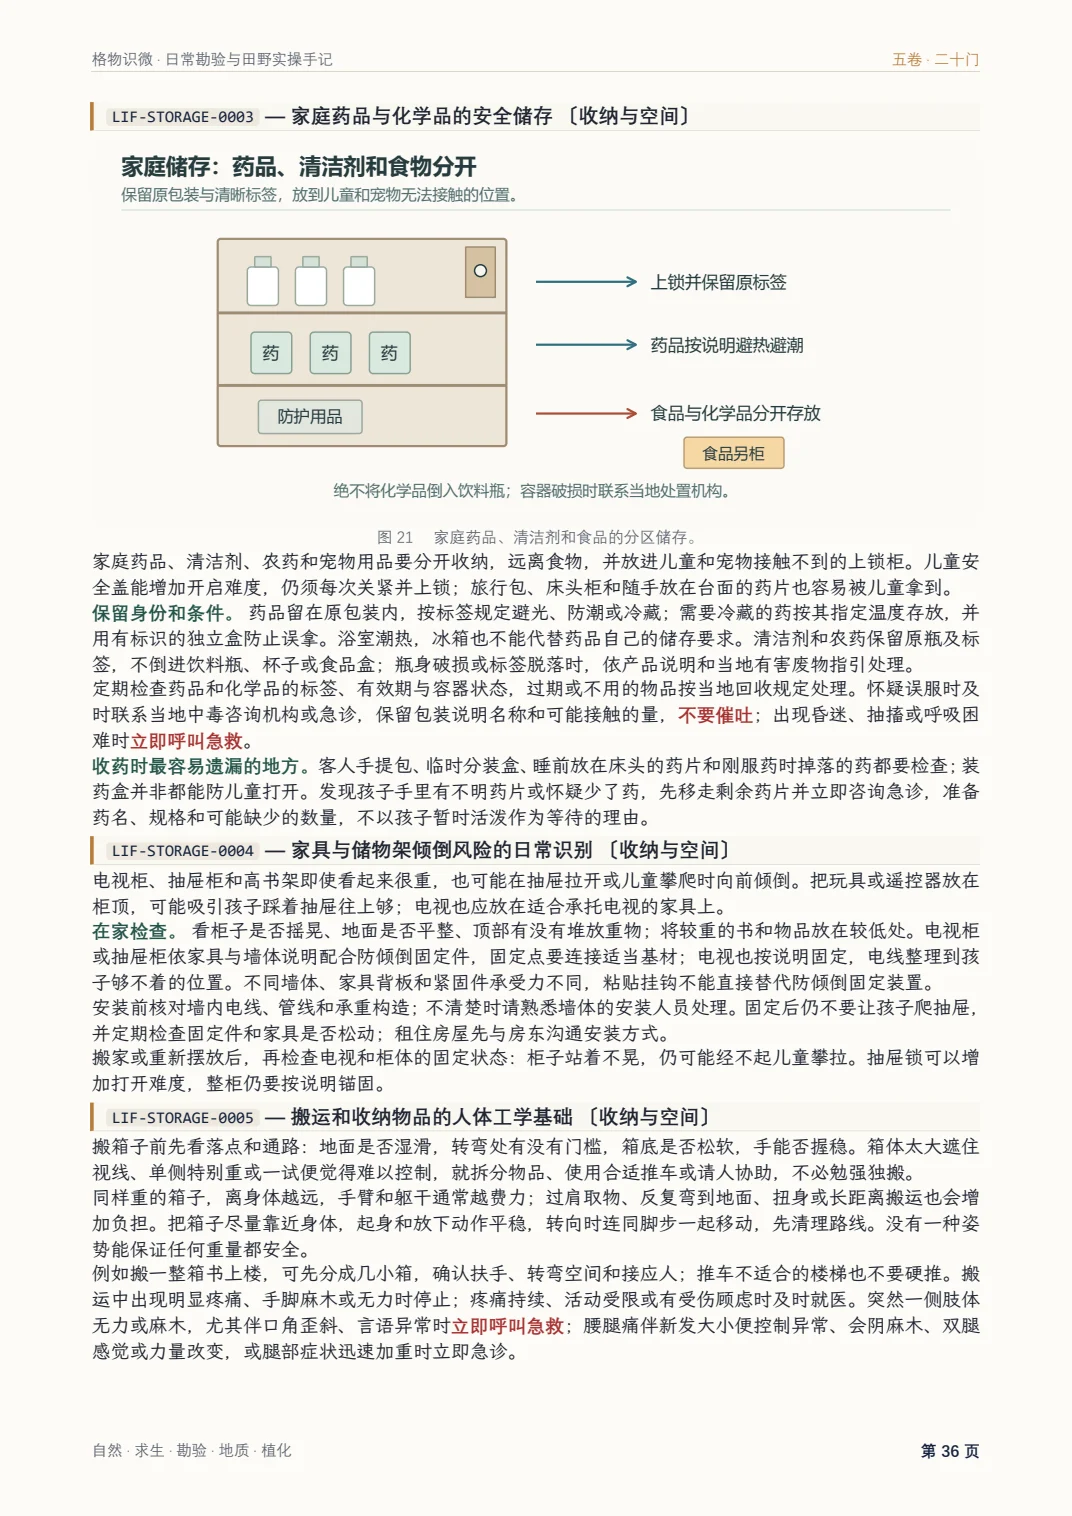 格物识微 · 日常勘验与田野实操手记
五卷 · 二十门
LIF-STORAGE-0003 — 家庭药品与化学品的安全储存 〔收纳与空间〕
家庭储存：药品、清洁剂和食物分开
保留原包装与清晰标签，放到儿童和宠物无法接触的位置。
上锁并保留原标签
药 药 药
药品按说明避热避潮
防护用品
食品与化学品分开存放
食品另柜
绝不将化学品倒入饮料瓶；容器破损时联系当地处置机构。
图 21 家庭药品、清洁剂和食品的分区储存。
家庭药品、清洁剂、农药和宠物用品要分开收纳，远离食物，并放进儿童和宠物接触不到的上锁柜。儿童安
全盖能增加开启难度，仍须每次关紧并上锁；旅行包、床头柜和随手放在台面的药片也容易被儿童拿到。
保留身份和条件。 药品留在原包装内，按标签规定避光、防潮或冷藏；需要冷藏的药按其指定温度存放，并
用有标识的独立盒防止误拿。浴室潮热，冰箱也不能代替药品自己的储存要求。清洁剂和农药保留原瓶及标
签，不倒进饮料瓶、杯子或食品盒；瓶身破损或标签脱落时，依产品说明和当地有害废物指引处理。
定期检查药品和化学品的标签、有效期与容器状态，过期或不用的物品按当地回收规定处理。怀疑误服时及
时联系当地中毒咨询机构或急诊，保留包装说明名称和可能接触的量，不要催吐；出现昏迷、抽搐或呼吸困
难时立即呼叫急救。
收药时最容易遗漏的地方。客人手提包、临时分装盒、睡前放在床头的药片和刚服药时掉落的药都要检查；装
药盒并非都能防儿童打开。发现孩子手里有不明药片或怀疑少了药，先移走剩余药片并立即咨询急诊，准备
药名、规格和可能缺少的数量，不以孩子暂时活泼作为等待的理由。
LIF-STORAGE-0004 — 家具与储物架倾倒风险的日常识别 〔收纳与空间〕
电视柜、抽屉柜和高书架即使看起来很重，也可能在抽屉拉开或儿童攀爬时向前倾倒。把玩具或遥控器放在
柜顶，可能吸引孩子踩着抽屉往上够；电视也应放在适合承托电视的家具上。
在家检查。 看柜子是否摇晃、地面是否平整、顶部有没有堆放重物；将较重的书和物品放在较低处。电视柜
或抽屉柜依家具与墙体说明配合防倾倒固定件，固定点要连接适当基材；电视也按说明固定，电线整理到孩
子够不着的位置。不同墙体、家具背板和紧固件承受力不同，粘贴挂钩不能直接替代防倾倒固定装置。
安装前核对墙内电线、管线和承重构造；不清楚时请熟悉墙体的安装人员处理。固定后仍不要让孩子爬抽屉，
并定期检查固定件和家具是否松动；租住房屋先与房东沟通安装方式。
搬家或重新摆放后，再检查电视和柜体的固定状态：柜子站着不晃，仍可能经不起儿童攀拉。抽屉锁可以增
加打开难度，整柜仍要按说明锚固。
LIF-STORAGE-0005 — 搬运和收纳物品的人体工学基础 〔收纳与空间〕
搬箱子前先看落点和通路：地面是否湿滑，转弯处有没有门槛，箱底是否松软，手能否握稳。箱体太大遮住
视线、单侧特别重或一试便觉得难以控制，就拆分物品、使用合适推车或请人协助，不必勉强独搬。
同样重的箱子，离身体越远，手臂和躯干通常越费力；过肩取物、反复弯到地面、扭身或长距离搬运也会增
加负担。把箱子尽量靠近身体，起身和放下动作平稳，转向时连同脚步一起移动，先清理路线。没有一种姿
势能保证任何重量都安全。
例如搬一整箱书上楼，可先分成几小箱，确认扶手、转弯空间和接应人；推车不适合的楼梯也不要硬推。搬
运中出现明显疼痛、手脚麻木或无力时停止；疼痛持续、活动受限或有受伤顾虑时及时就医。突然一侧肢体
无力或麻木，尤其伴口角歪斜、言语异常时立即呼叫急救；腰腿痛伴新发大小便控制异常、会阴麻木、双腿
感觉或力量改变，或腿部症状迅速加重时立即急诊。
自然 · 求生 · 勘验 · 地质 · 植化
第 36 页